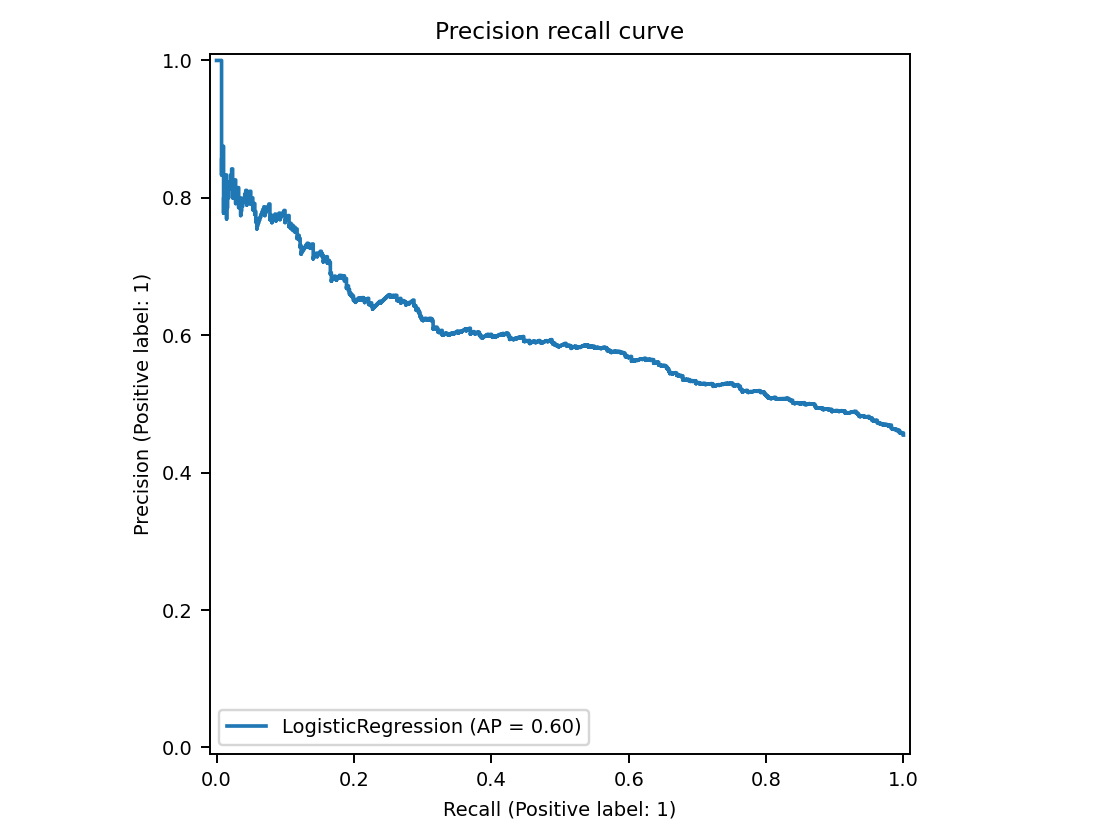 Precision recall curve
1.0
0.8
0.6
0.4
0.2
0.0
Precision (Positive label: 1)
LogisticRegression (AP = 0.60)
0.0 0.2 0.4 0.6 0.8 1.0
Recall (Positive label: 1)